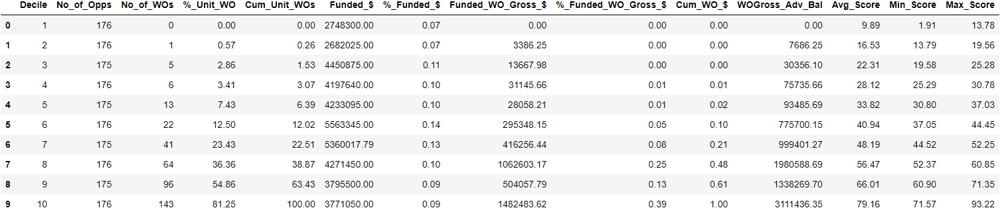 Decile No_of_Opps No_of_WOs %_Unit_WO Cum_Unit_WOs Funded_$ %_Funded_$ Funded_WO_Gross_$ %_Funded_WO_Gross_$ Cum_WO_$ WOGross_Adv_Bal Avg_Score Min_Score Max_Score
0 1 176 0 0.00 0.00 2748300.00 0.07 0.00 0.00 0.00 0.00 9.89 1.91 13.78
1 2 176 1 0.57 0.26 2682025.00 0.07 3386.25 0.00 0.00 7686.25 16.53 13.79 19.56
2 3 175 5 2.86 1.53 4450875.00 0.11 13667.98 0.00 0.00 30356.10 22.31 19.58 25.28
3 4 176 6 3.41 3.07 4197640.00 0.10 31145.66 0.01 0.01 75735.66 28.12 25.29 30.78
4 5 175 13 7.43 6.39 4233095.00 0.10 28058.21 0.01 0.02 93485.69 33.82 30.80 37.03
5 6 176 22 12.50 12.02 5563345.00 0.14 295348.15 0.05 0.10 775700.15 40.94 37.05 44.45
6 7 175 41 23.43 22.51 5360017.79 0.13 416256.44 0.08 0.21 999401.27 48.19 44.52 52.25
7 8 176 64 36.36 38.87 4271450.00 0.10 1062603.17 0.25 0.48 1980588.69 56.47 52.37 60.85
8 9 175 96 54.86 63.43 3795500.00 0.09 504057.79 0.13 0.61 1338269.70 66.01 60.90 71.35
9 10 176 143 81.25 100.00 3771050.00 0.09 1482483.62 0.39 1.00 3111436.35 79.16 71.57 93.22